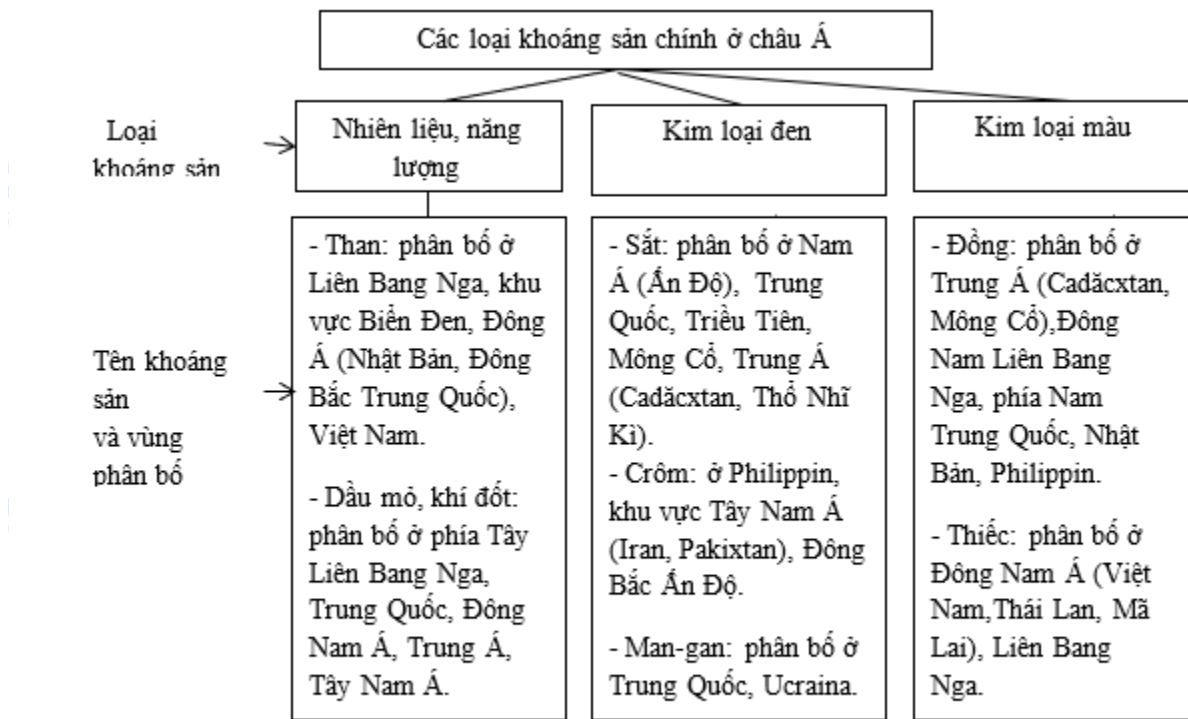 Các loại khoáng sản chính ở châu Á
Loại
khoáng sản
Nhiên liệu, năng
lượng
Kim loại đen
Kim loại màu
Tên khoáng
sản
và vùng
phân bố
- Than: phân bố ở
Liên Bang Nga, khu
vực Biển Đen, Đông
Á (Nhật Bản, Đông
Bắc Trung Quốc),
Việt Nam.
- Dầu mỏ, khí đốt:
phân bố ở phía Tây
Liên Bang Nga,
Trung Quốc, Đông
Nam Á, Trung Á,
Tây Nam Á.
- Sắt: phân bố ở Nam
Á (Ấn Độ), Trung
Quốc, Triều Tiên,
Mông Cổ, Trung Á
(Cadăcxtan, Thổ Nhĩ
Kì).
- Crôm: ở Philippin,
khu vực Tây Nam Á
(Iran, Pakixtan), Đông
Bắc Ấn Độ.
- Man-gan: phân bố ở
Trung Quốc, Ucraina.
- Đồng: phân bố ở
Trung Á (Cadăcxtan,
Mông Cổ),Đông
Nam Liên Bang
Nga, phía Nam
Trung Quốc, Nhật
Bản, Philippin.
- Thiếc: phân bố ở
Đông Nam Á (Việt
Nam,Thái Lan, Mã
Lai), Liên Bang
Nga.